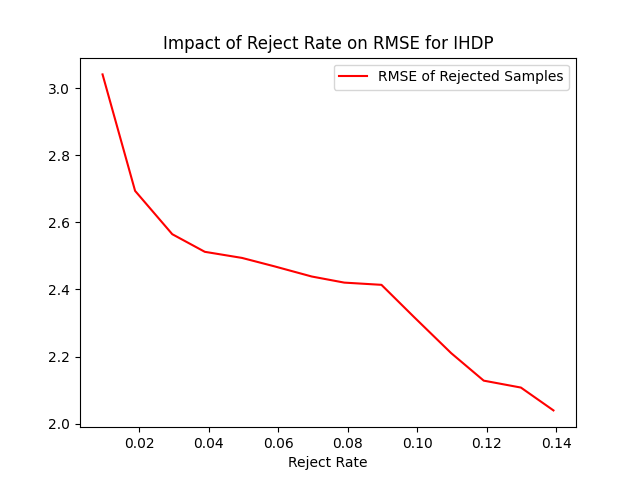 Impact of Reject Rate on RMSE for IHDP
RMSE of Rejected Samples
3.0
2.8
2.6
2.4
2.2
2.0
0.02 0.04 0.06 0.08 0.10 0.12 0.14
Reject Rate